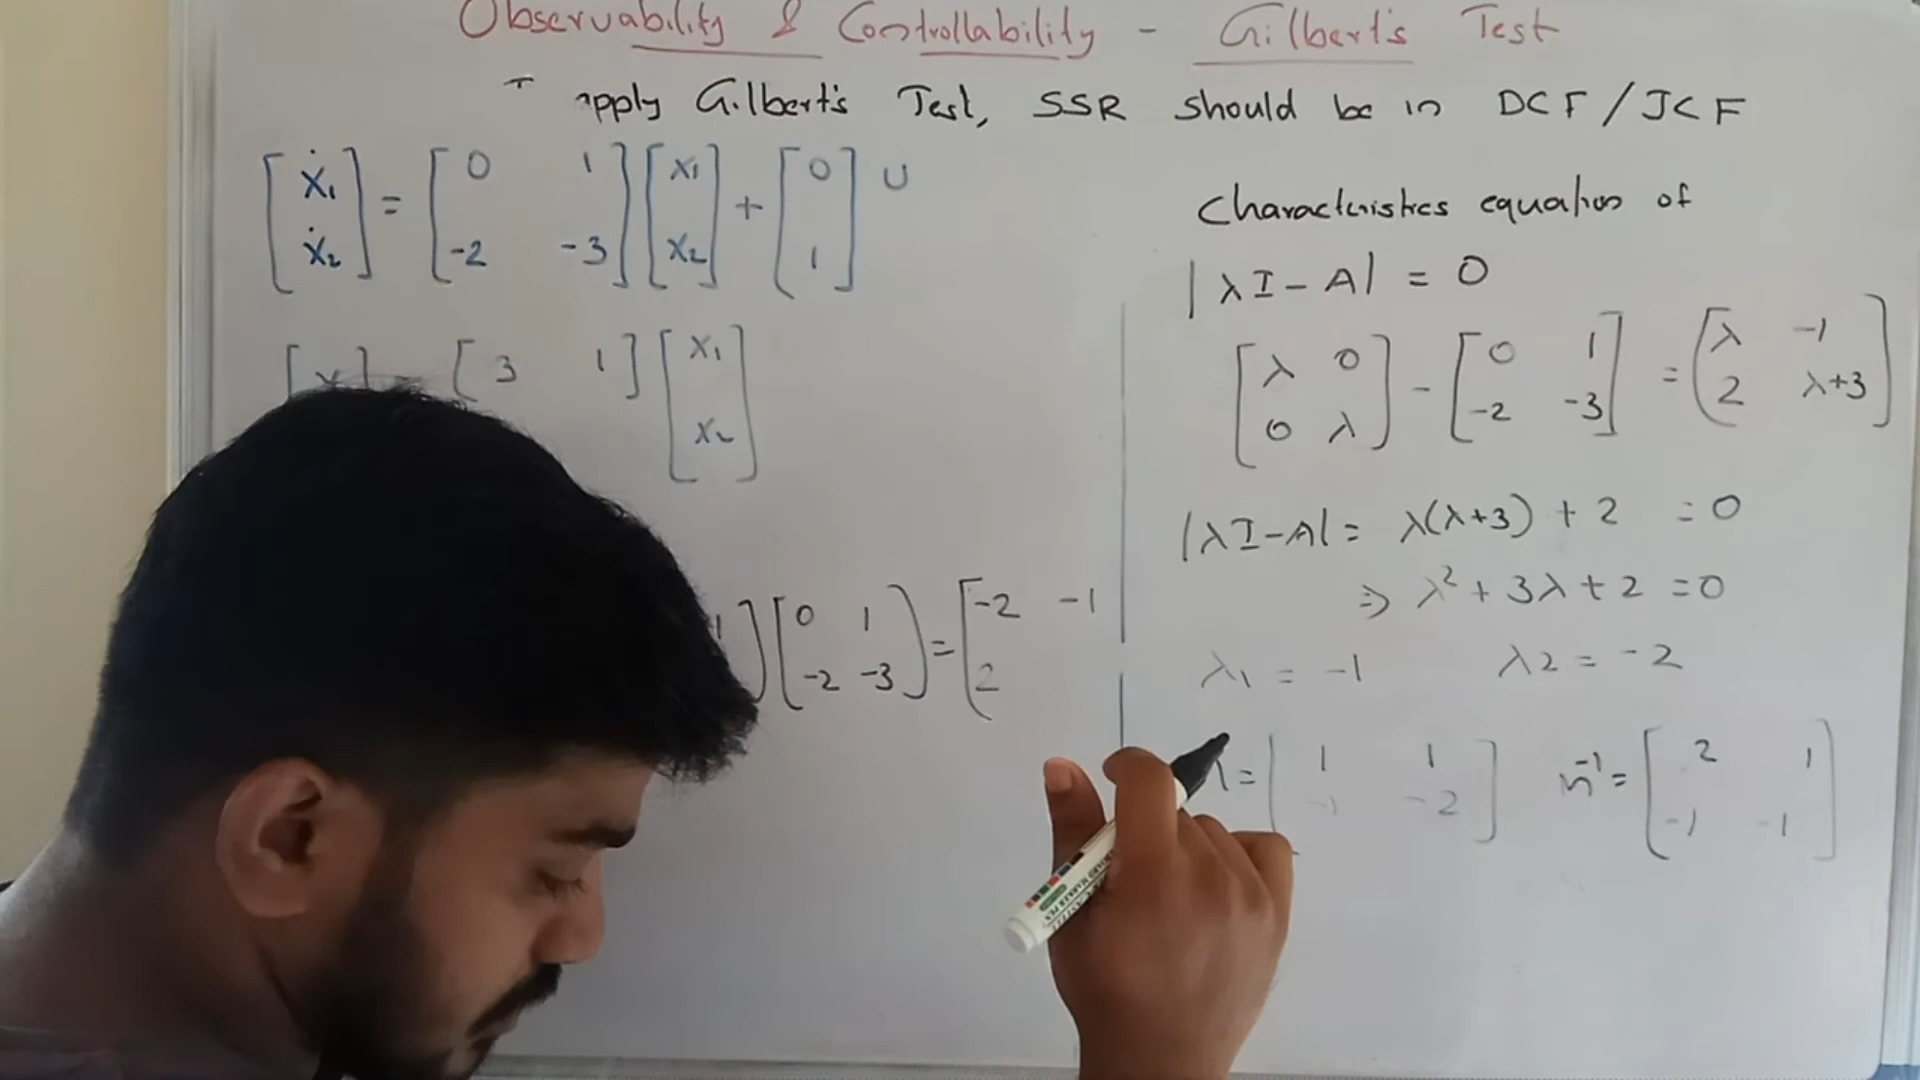 Observability & Controllability - Gilbert's Test
apply Gilbert's Test, SSR should be in DCF / JCF
[ẋ₁ ẋ₂] = [0 1; -2 -3] [x₁ x₂] + [0 1] U
[3 1] [x₁ x₂]
[0 1; -2 -3] = [-2 -1; 2
Characteristics equation of
|λI - A| = 0
[λ 0; 0 λ] - [0 1; -2 -3] = [λ -1; 2 λ+3]
|λI-A| = λ(λ+3) + 2 = 0
⇒ λ² + 3λ + 2 = 0
λ₁ = -1 λ2 = -2
= [1 1; -1 -2] m⁻¹ = [2 1; -1 -1]